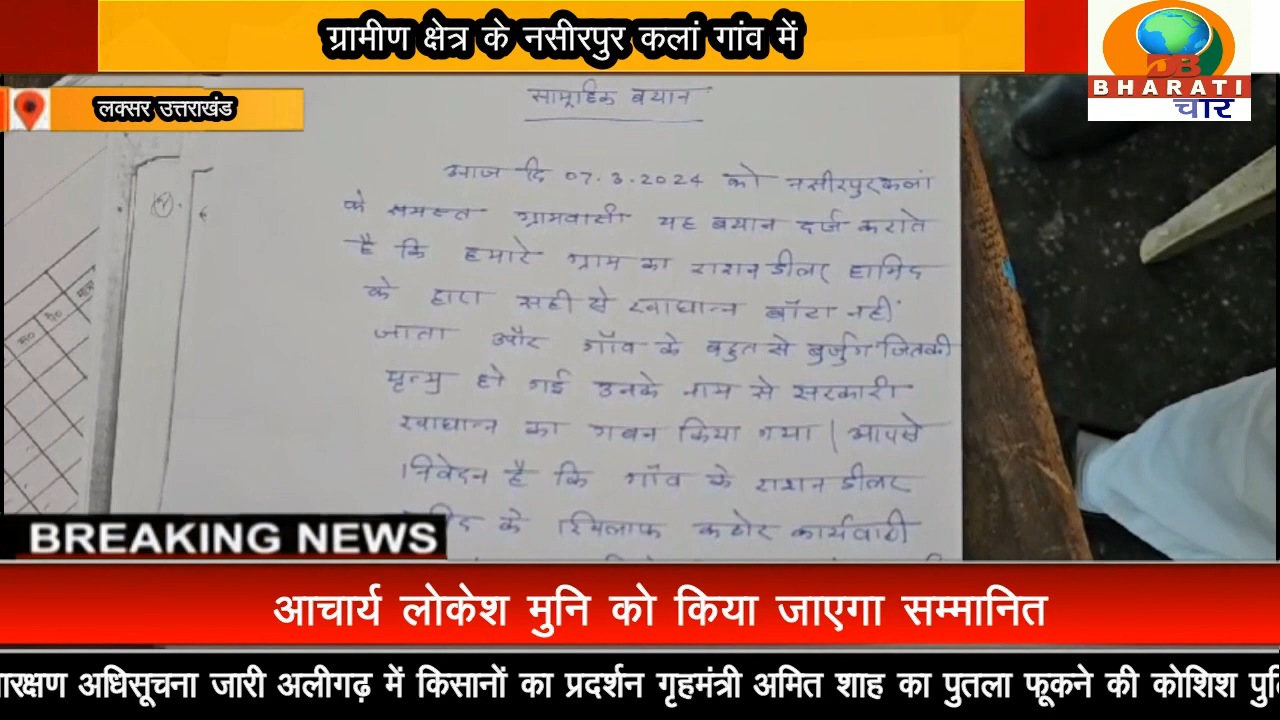 ग्रामीण क्षेत्र के नसीरपुर कलां गांव में
DB
BHARATI
चार
लक्सर उत्तराखंड
सामूहिक बयान
आज दि 07.3.2024 को नसीरपुरकलां
के समस्त ग्रामवासी यह बयान दर्ज कराते
है कि हमारे ग्राम का राशन डीलर हामिद
के द्वारा सही से खाद्यान्न बाँटा नहीं
जाता और गाँव के बहुत से बुर्जुग जिनकी
मृत्यु हो गई उनके नाम से सरकारी
खाद्यान्न का गबन किया गया | आपसे
निवेदन है कि गाँव के राशन डीलर
के खिलाफ कठोर कार्यवाही
BREAKING NEWS
आचार्य लोकेश मुनि को किया जाएगा सम्मानित
ारक्षण अधिसूचना जारी अलीगढ़ में किसानों का प्रदर्शन गृहमंत्री अमित शाह का पुतला फूकने की कोशिश पुलि